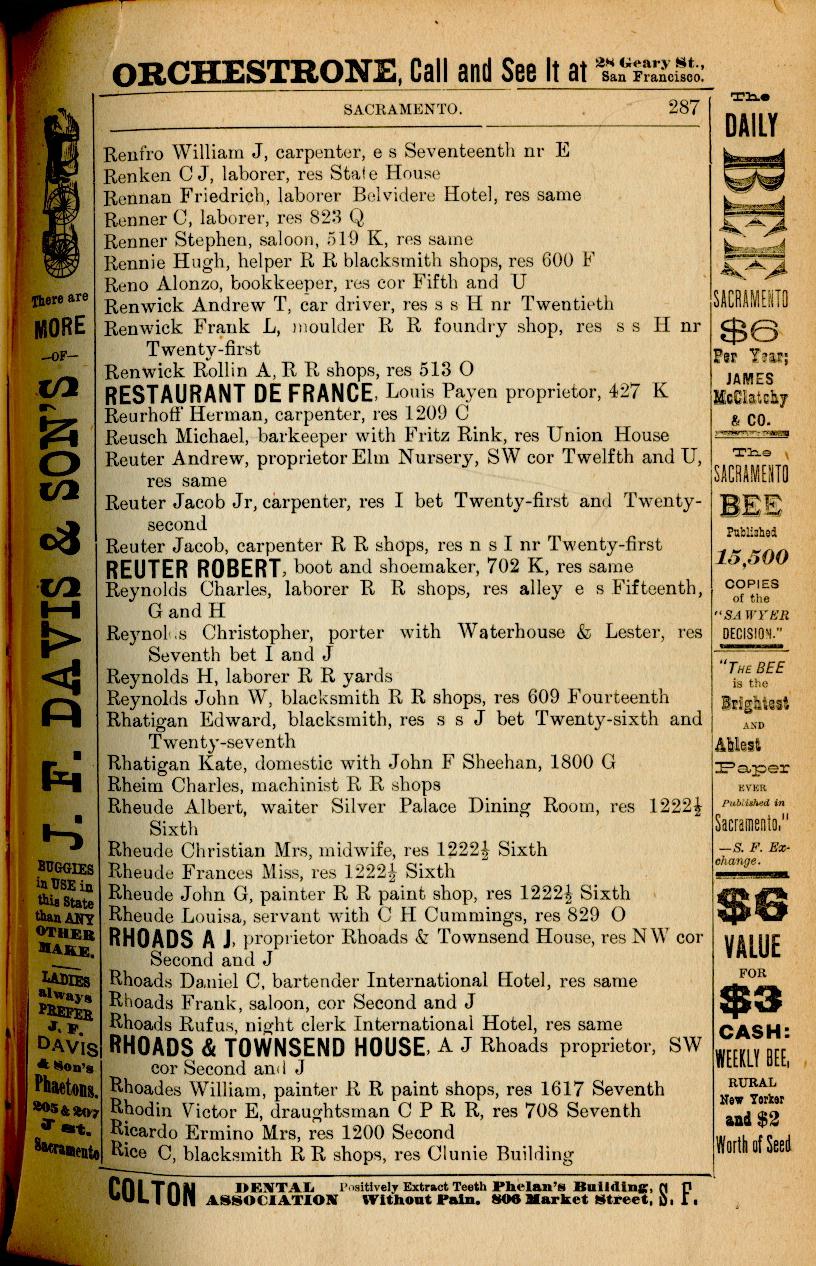 ORCHESTRONE, Call and See It at 28 Geary St., San Francisco.
SACRAMENTO. 287
Renfro William J, carpenter, e s Seventeenth nr E
Renken C J, laborer, res State House
Rennan Friedrich, laborer Belvidere Hotel, res same
Renner C, laborer, res 823 Q
Renner Stephen, saloon, 519 K, res same
Rennie Hugh, helper R R blacksmith shops, res 600 F
Reno Alonzo, bookkeeper, res cor Fifth and U
Renwick Andrew T, car driver, res s s H nr Twentieth
Renwick Frank L, moulder R R foundry shop, res s s H nr
Twenty-first
Renwick Rollin A, R R shops, res 513 O
RESTAURANT DE FRANCE, Louis Payen proprietor, 427 K
Reurhoff Herman, carpenter, res 1209 C
Reusch Michael, barkeeper with Fritz Rink, res Union House
Reuter Andrew, proprietor Elm Nursery, SW cor Twelfth and U,
res same
Reuter Jacob Jr, carpenter, res I bet Twenty-first and Twenty-
second
Reuter Jacob, carpenter R R shops, res n s I nr Twenty-first
REUTER ROBERT, boot and shoemaker, 702 K, res same
Reynolds Charles, laborer R R shops, res alley e s Fifteenth,
G and H
Reynolds Christopher, porter with Waterhouse & Lester, res
Seventh bet I and J
Reynolds H, laborer R R yards
Reynolds John W, blacksmith R R shops, res 609 Fourteenth
Rhatigan Edward, blacksmith, res s s J bet Twenty-sixth and
Twenty-seventh
Rhatigan Kate, domestic with John F Sheehan, 1800 G
Rheim Charles, machinist R R shops
Rheude Albert, waiter Silver Palace Dining Room, res 1222½
Sixth
Rheude Christian Mrs, midwife, res 1222½ Sixth
Rheude Frances Miss, res 1222½ Sixth
Rheude John G, painter R R paint shop, res 1222½ Sixth
Rheude Louisa, servant with C H Cummings, res 829 O
RHOADS A J, proprietor Rhoads & Townsend House, res NW cor
Second and J
Rhoads Daniel C, bartender International Hotel, res same
Rhoads Frank, saloon, cor Second and J
Rhoads Rufus, night clerk International Hotel, res same
RHOADS & TOWNSEND HOUSE, A J Rhoads proprietor, SW
cor Second and J
Rhoades William, painter R R paint shops, res 1617 Seventh
Rhodin Victor E, draughtsman C P R R, res 708 Seventh
Ricardo Ermino Mrs, res 1200 Second
Rice C, blacksmith R R shops, res Clunie Building
COLTON DENTAL ASSOCIATION Positively Extract Teeth Without Pain. Phelan's Building, 806 Market Street, S. F.
There are
MORE
—OF—
J. F. DAVIS & SON'S
BUGGIES
in USE in
this State
than ANY
OTHER
MAKE.
LADIES
always
PREFER
J. F.
DAVIS
& Son's
Phaetons.
205 & 207
J st.
Sacramento
The
DAILY
BEE
SACRAMENTO
$6
Per Year;
JAMES
McClatchy
& CO.
The
SACRAMENTO
BEE
Published
15,500
COPIES
of the
"SAWYER
DECISION."
"THE BEE
is the
Brightest
AND
Ablest
Paper
EVER
Published in
Sacramento."
—S. F. Ex-
change.
$6
VALUE
FOR
$3
CASH:
WEEKLY BEE,
RURAL
New Yorker
and $2
Worth of Seed